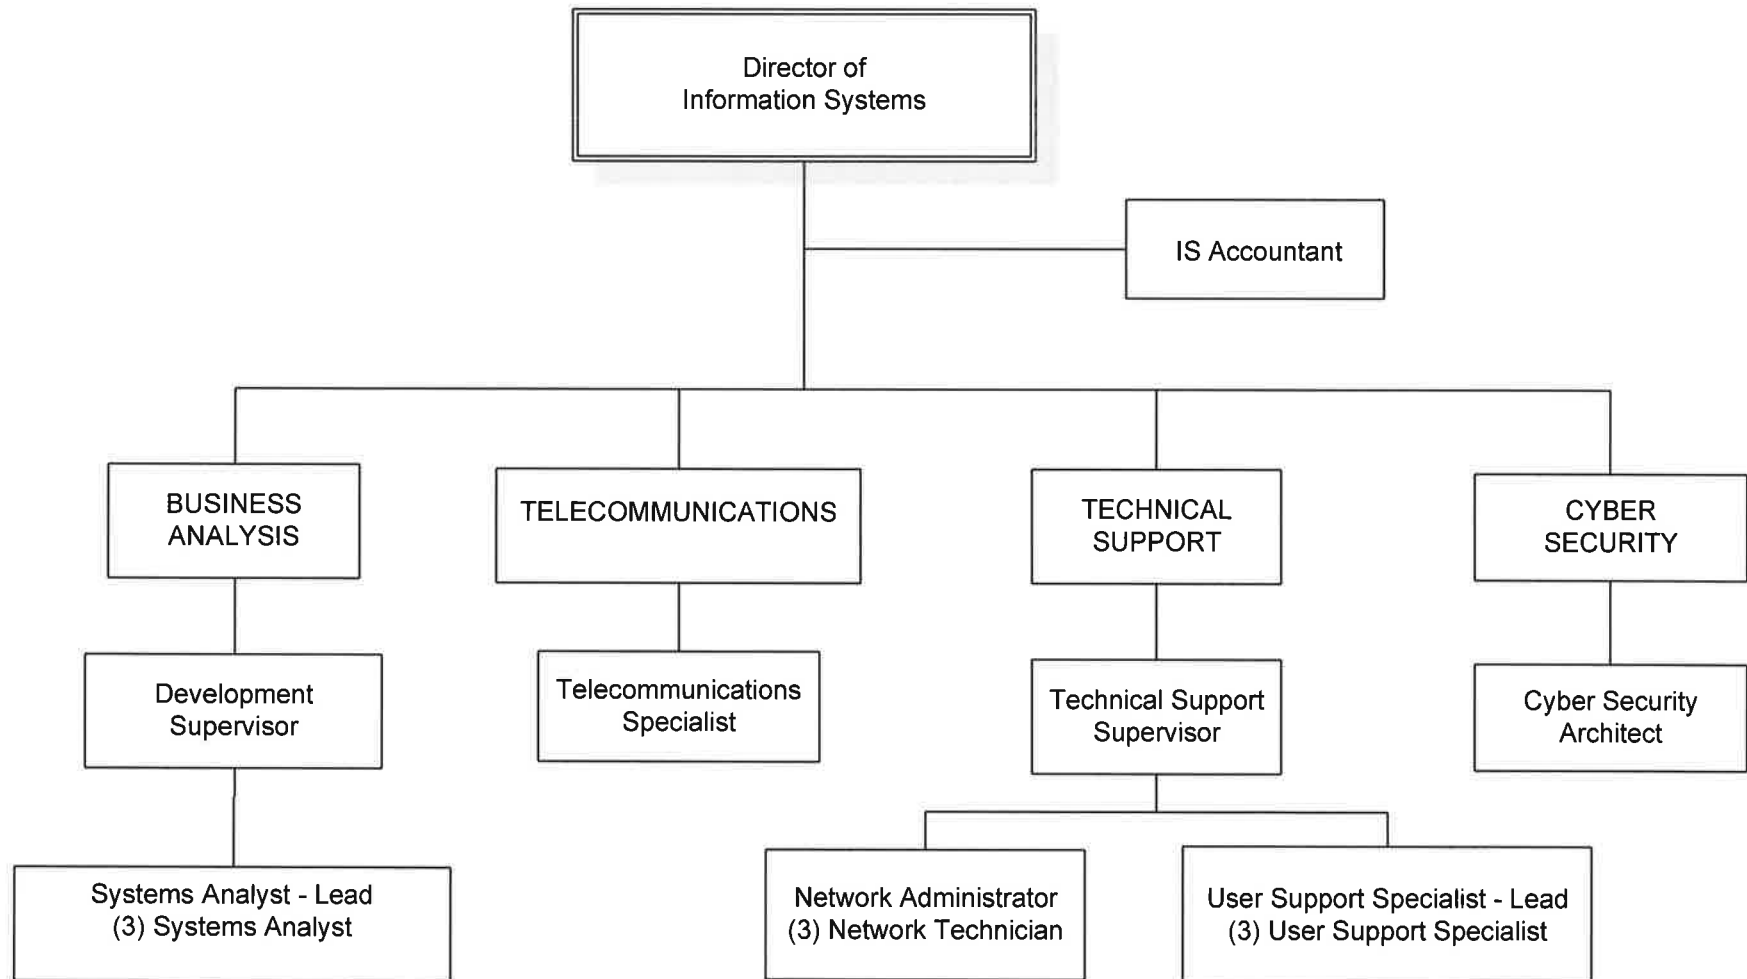 Director of
Information Systems
IS Accountant
BUSINESS
ANALYSIS
TELECOMMUNICATIONS
TECHNICAL
SUPPORT
CYBER
SECURITY
Development
Supervisor
Telecommunications
Specialist
Technical Support
Supervisor
Cyber Security
Architect
Systems Analyst - Lead
(3) Systems Analyst
Network Administrator
(3) Network Technician
User Support Specialist - Lead
(3) User Support Specialist